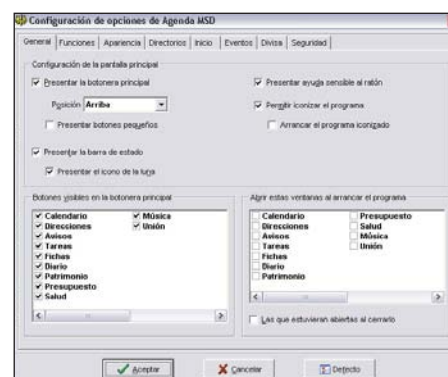 Configuración de opciones de Agenda MSD
General Funciones Apariencia Directorios Inicio Eventos Divisa Seguridad
Configuración de la pantalla principal
Presentar la botonera principal
Presentar ayuda sensible al ratón
Posición Arriba
Permitir iconizar el programa
Presentar botones pequeños
Arrancar el programa iconizado
Presentar la barra de estado
Presentar el icono de la luna
Botones visibles en la botonera principal
Calendario Música
Direcciones Unión
Avisos
Tareas
Fichas
Diario
Patrimonio
Presupuesto
Salud
Abrir estas ventanas al arrancar el programa
Calendario Presupuesto
Direcciones Salud
Avisos Música
Tareas Unión
Fichas
Diario
Patrimonio
Las que estuvieran abiertas al cerrarlo
Aceptar Cancelar Defecto